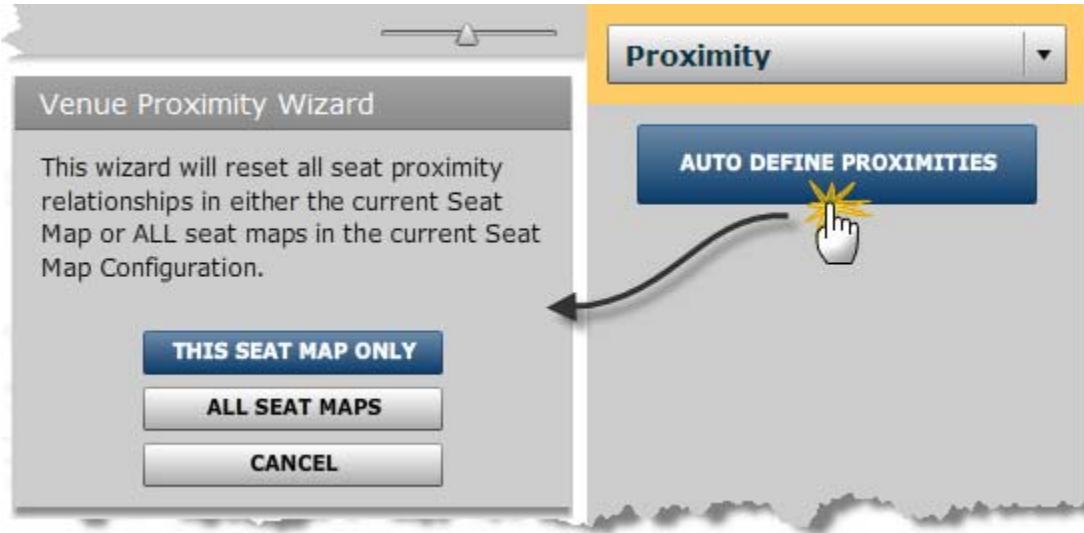 Venue Proximity Wizard
This wizard will reset all seat proximity
relationships in either the current Seat
Map or ALL seat maps in the current Seat
Map Configuration.
THIS SEAT MAP ONLY
ALL SEAT MAPS
CANCEL
Proximity
AUTO DEFINE PROXIMITIES